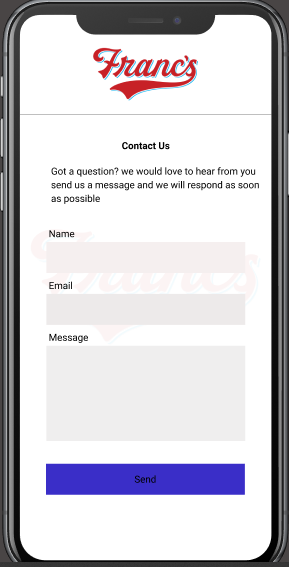 Franc's
Contact Us
Got a question? we would love to hear from you
send us a message and we will respond as soon
as possible
Name
Franc's
Email
Message
Send